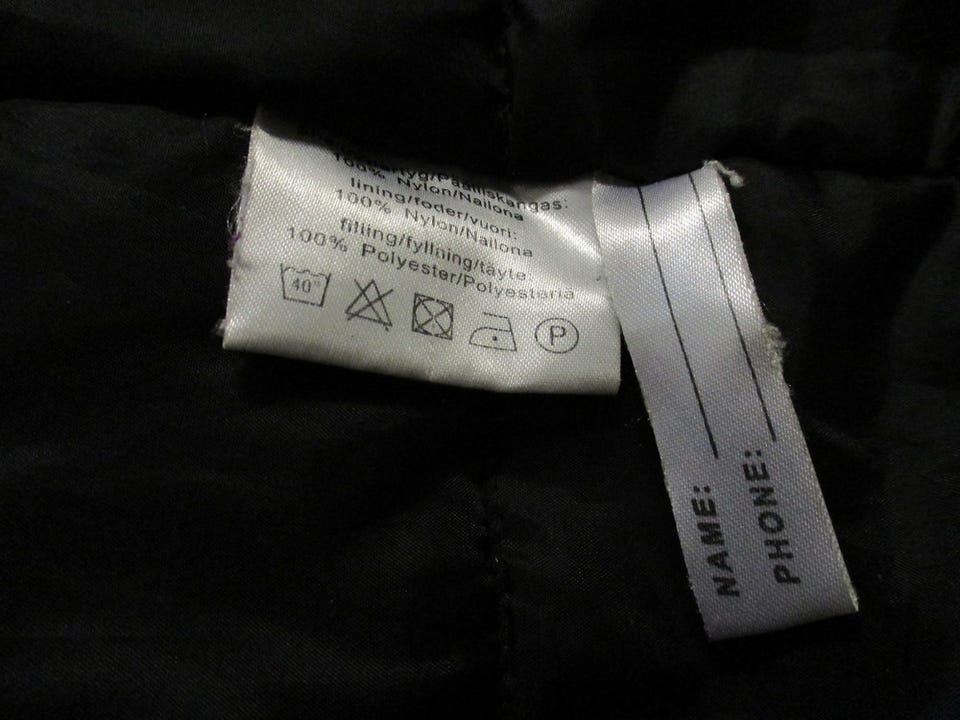 100% Nylon/Nailona
lining/foder/vuori:
100% Nylon/Nailona
filling/fyllning/täyte:
100% Polyester/Polyesteria
40°
P
NAME:
PHONE: